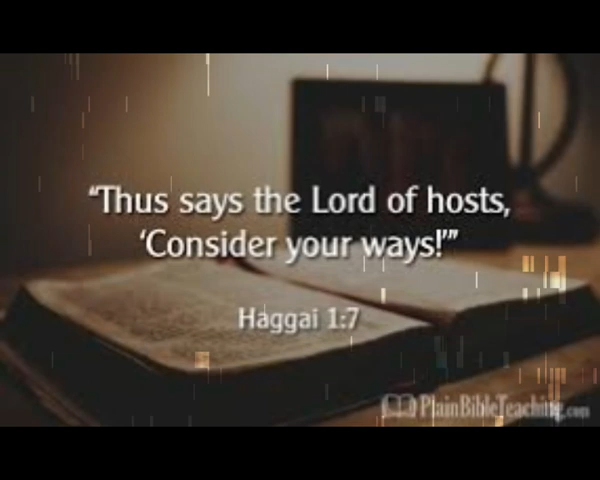 “Thus says the Lord of hosts,
‘Consider your ways!’”
Haggai 1:7
PlainBibleTeaching.com